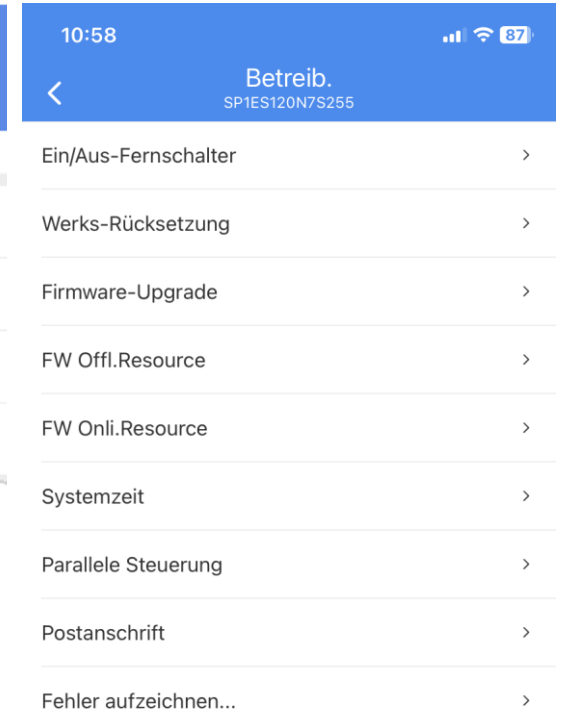 10:58
87
Betreib.
SP1ES120N7S255
Ein/Aus-Fernschalter
Werks-Rücksetzung
Firmware-Upgrade
FW Offl.Resource
FW Onli.Resource
Systemzeit
Parallele Steuerung
Postanschrift
Fehler aufzeichnen...